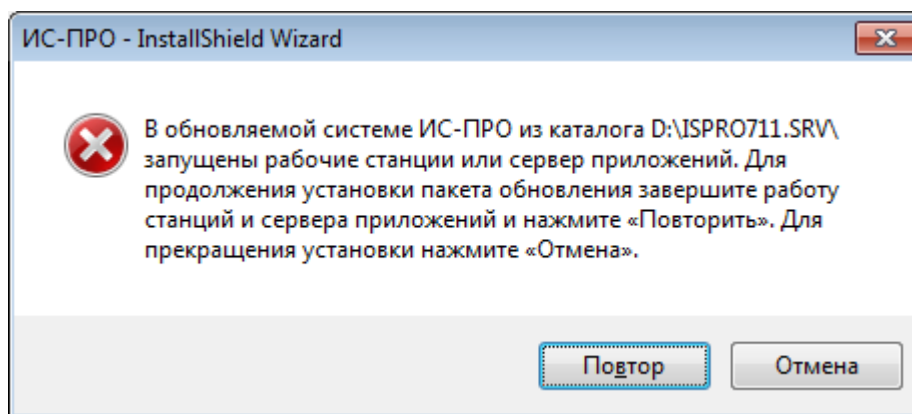 ИС-ПРО - InstallShield Wizard
В обновляемой системе ИС-ПРО из каталога D:\ISPRO711.SRV\
запущены рабочие станции или сервер приложений. Для
продолжения установки пакета обновления завершите работу
станций и сервера приложений и нажмите «Повторить». Для
прекращения установки нажмите «Отмена».
Повтор
Отмена